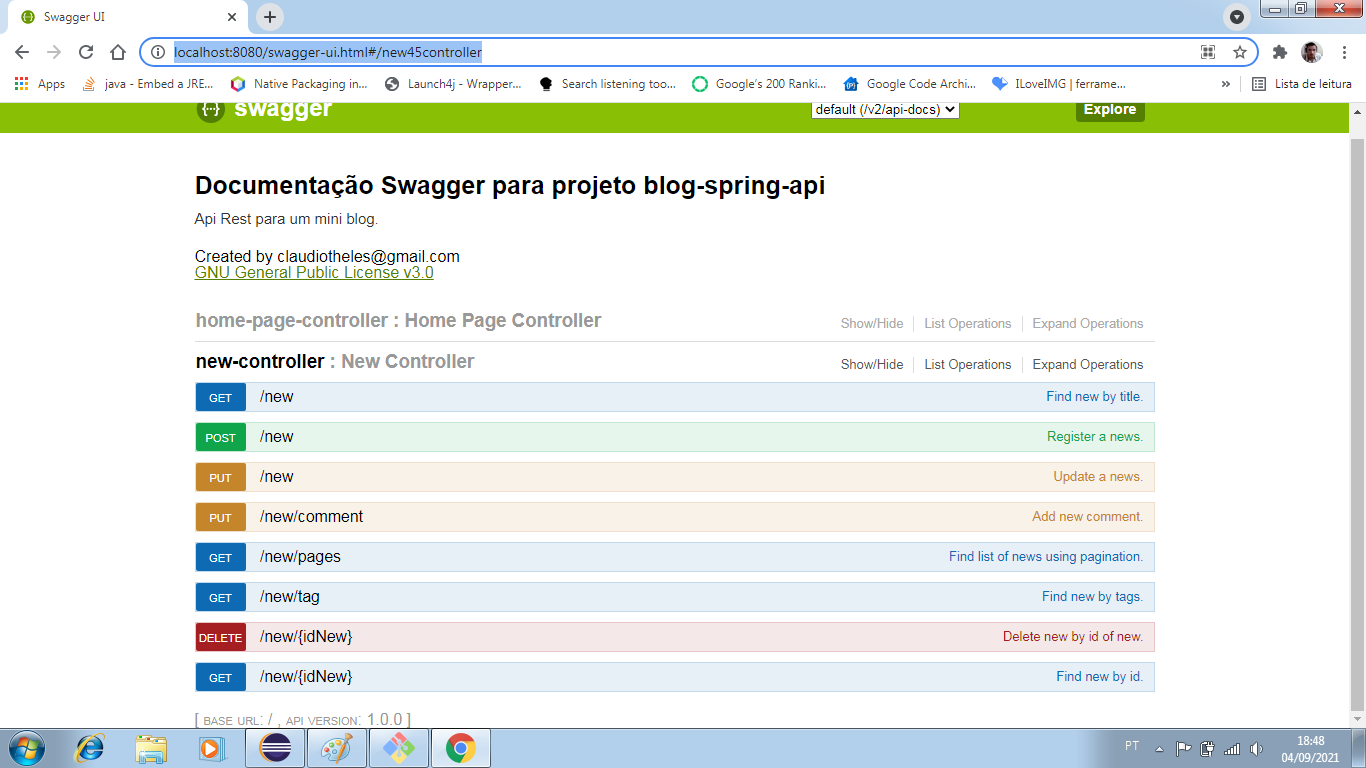 Swagger UI
localhost:8080/swagger-ui.html#/new45controller
Apps java - Embed a JRE... Native Packaging in... Launch4j - Wrapper... Search listening too... Google's 200 Ranki... Google Code Archi... ILoveIMG | ferrame... » Lista de leitura
swagger default (/v2/api-docs) Explore
Documentação Swagger para projeto blog-spring-api
Api Rest para um mini blog.
Created by claudiotheles@gmail.com
GNU General Public License v3.0
home-page-controller : Home Page Controller Show/Hide List Operations Expand Operations
new-controller : New Controller Show/Hide List Operations Expand Operations
GET /new Find new by title.
POST /new Register a news.
PUT /new Update a news.
PUT /new/comment Add new comment.
GET /new/pages Find list of news using pagination.
GET /new/tag Find new by tags.
DELETE /new/{idNew} Delete new by id of new.
GET /new/{idNew} Find new by id.
[ BASE URL: / , API VERSION: 1.0.0 ]
PT 18:48
04/09/2021